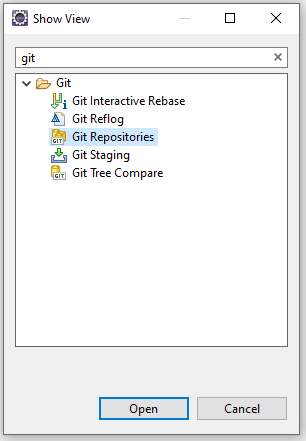 Show View
git
Git
Git Interactive Rebase
Git Reflog
Git Repositories
Git Staging
Git Tree Compare
Open
Cancel